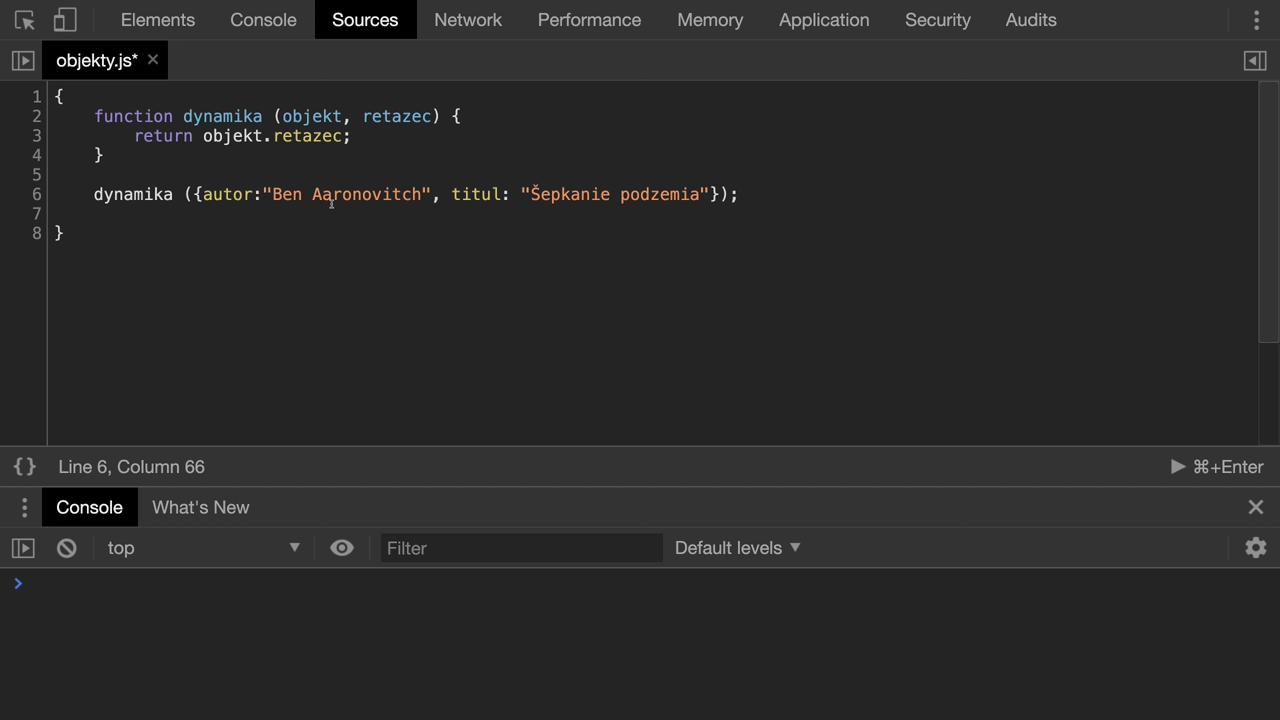 Elements Console Sources Network Performance Memory Application Security Audits
objekty.js* ×
1 {
2 function dynamika (objekt, retazec) {
3 return objekt.retazec;
4 }
5
6 dynamika ({autor:"Ben Aaronovitch", titul: "Šepkanie podzemia"});
7
8 }
{} Line 6, Column 66 ⌘+Enter
Console What's New
top Filter Default levels